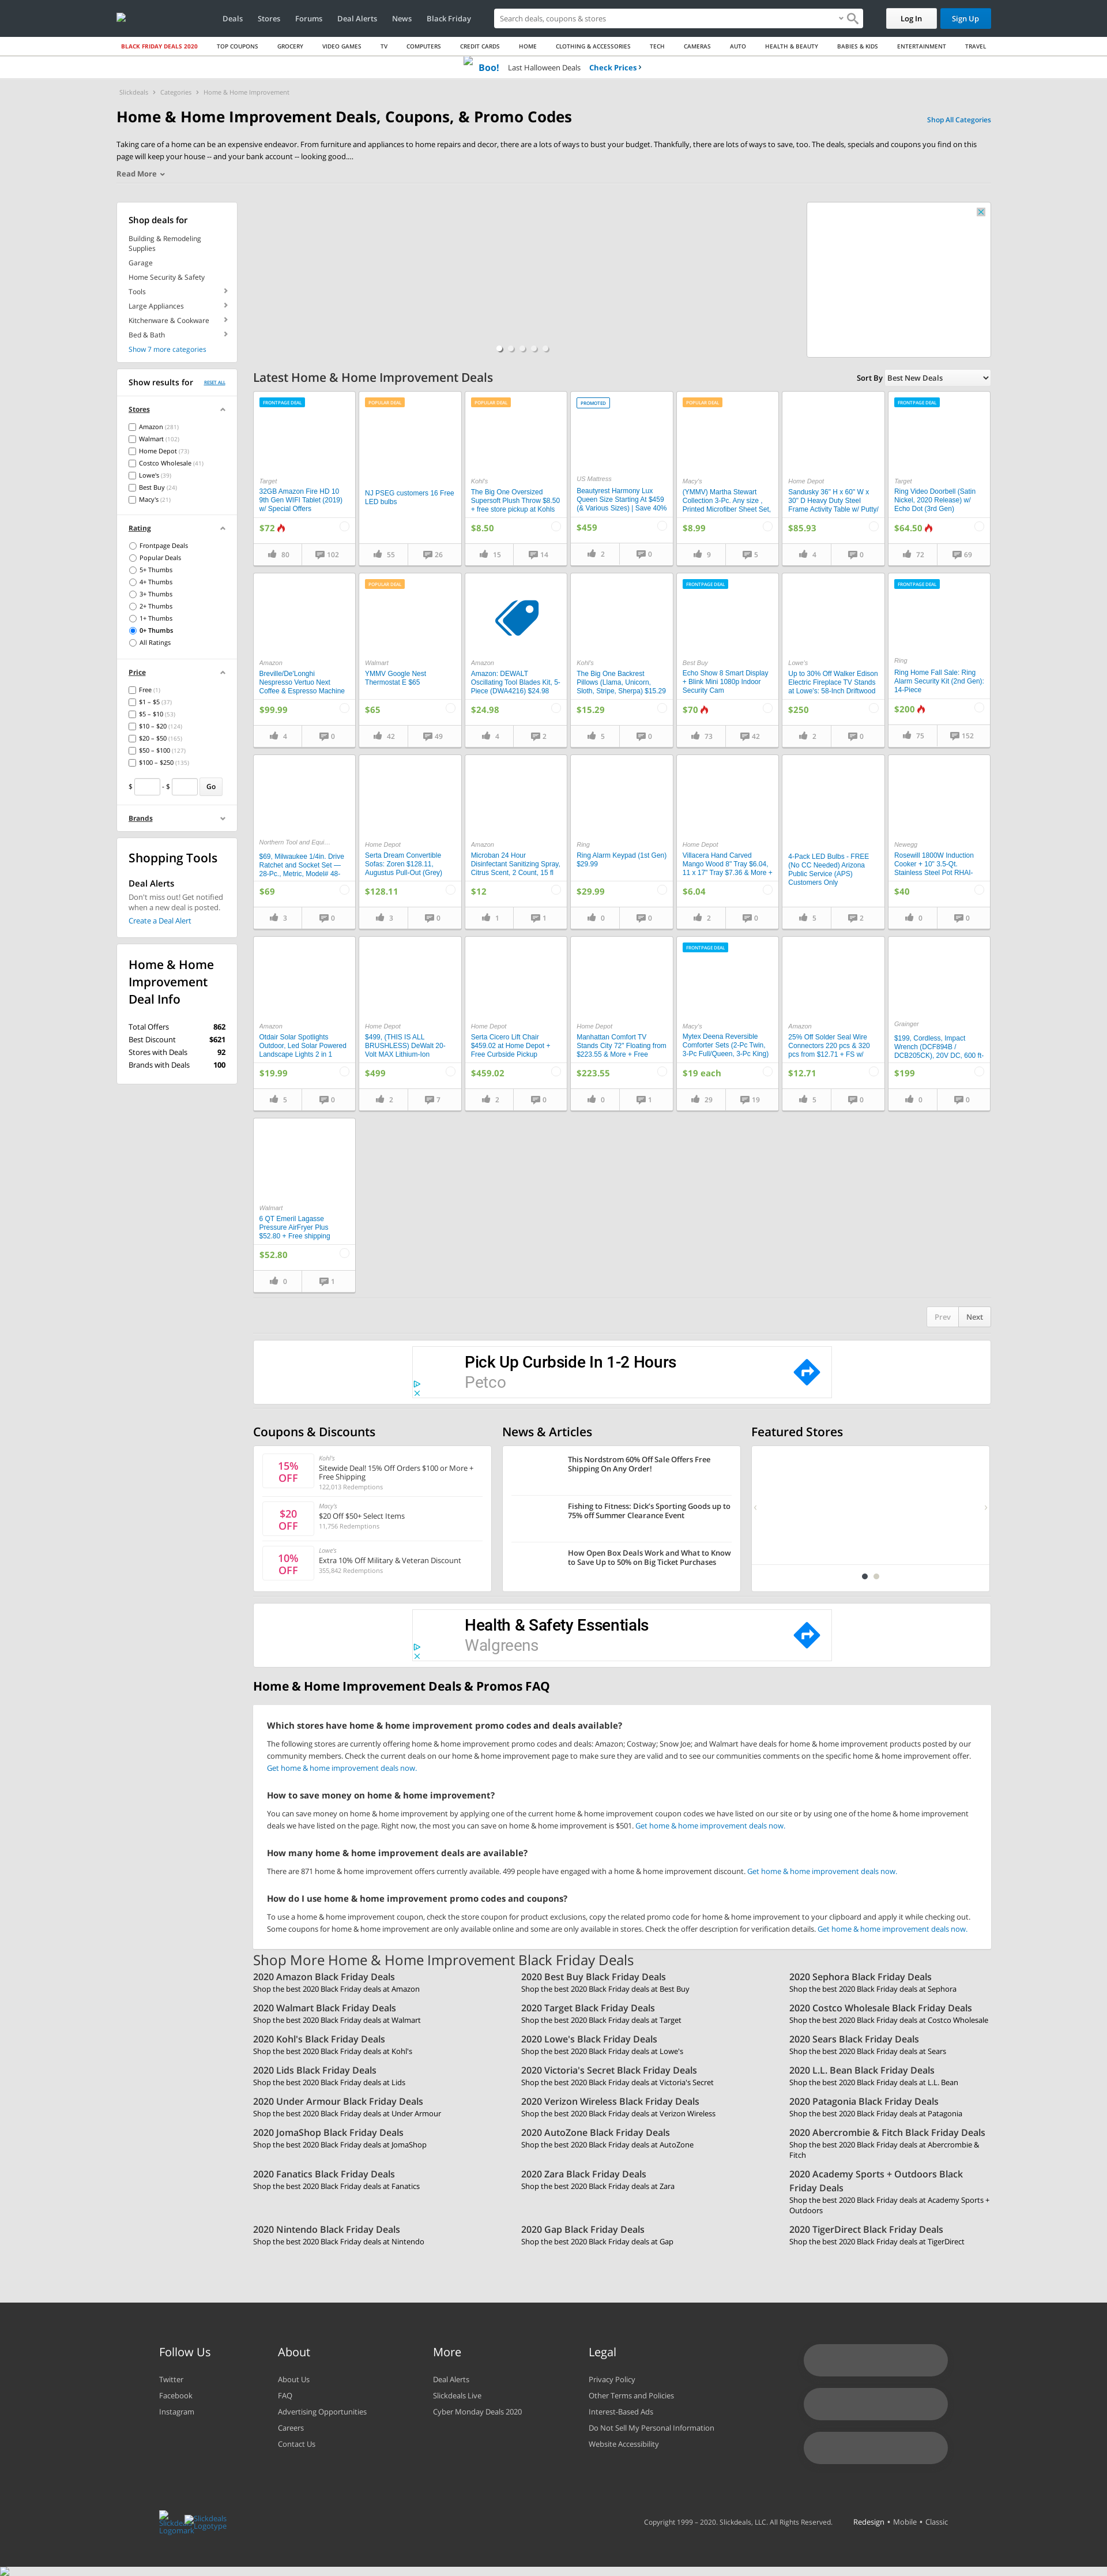 Deals Stores Forums Deal Alerts News Black Friday
Search deals, coupons & stores
Log In
Sign Up
BLACK FRIDAY DEALS 2020 TOP COUPONS GROCERY VIDEO GAMES TV COMPUTERS CREDIT CARDS HOME CLOTHING & ACCESSORIES TECH CAMERAS AUTO HEALTH & BEAUTY BABIES & KIDS ENTERTAINMENT TRAVEL
Boo! Last Halloween Deals Check Prices
Slickdeals Categories Home & Home Improvement
Home & Home Improvement Deals, Coupons, & Promo Codes
Shop All Categories
Taking care of a home can be an expensive endeavor. From furniture and appliances to home repairs and decor, there are a lot of ways to bust your budget. Thankfully, there are lots of ways to save, too. The deals, specials and coupons you find on this
page will keep your house -- and your bank account -- looking good....
Read More
Shop deals for
Building & Remodeling
Supplies
Garage
Home Security & Safety
Tools
Large Appliances
Kitchenware & Cookware
Bed & Bath
Show 7 more categories
Show results for
RESET ALL
Stores
Amazon (281)
Walmart (102)
Home Depot (73)
Costco Wholesale (41)
Lowe's (39)
Best Buy (24)
Macy's (21)
Rating
Frontpage Deals
Popular Deals
5+ Thumbs
4+ Thumbs
3+ Thumbs
2+ Thumbs
1+ Thumbs
0+ Thumbs
All Ratings
Price
Free (1)
$1 – $5 (37)
$5 – $10 (53)
$10 – $20 (124)
$20 – $50 (165)
$50 – $100 (127)
$100 – $250 (135)
$ - $ Go
Brands
Shopping Tools
Deal Alerts
Don't miss out! Get notified
when a new deal is posted.
Create a Deal Alert
Home & Home
Improvement
Deal Info
Total Offers 862
Best Discount $621
Stores with Deals 92
Brands with Deals 100
Latest Home & Home Improvement Deals
Sort By Best New Deals
FRONTPAGE DEAL
Target
32GB Amazon Fire HD 10
9th Gen WIFI Tablet (2019)
w/ Special Offers
$72
80 102
POPULAR DEAL
NJ PSEG customers 16 Free
LED bulbs
55 26
POPULAR DEAL
Kohl's
The Big One Oversized
Supersoft Plush Throw $8.50
+ free store pickup at Kohls
$8.50
15 14
PROMOTED
US Mattress
Beautyrest Harmony Lux
Queen Size Starting At $459
(& Various Sizes) | Save 40%
$459
2 0
POPULAR DEAL
Macy's
(YMMV) Martha Stewart
Collection 3-Pc. Any size ,
Printed Microfiber Sheet Set,
$8.99
9 5
Home Depot
Sandusky 36" H x 60" W x
30" D Heavy Duty Steel
Frame Activity Table w/ Putty/
$85.93
4 0
FRONTPAGE DEAL
Target
Ring Video Doorbell (Satin
Nickel, 2020 Release) w/
Echo Dot (3rd Gen)
$64.50
72 69
Amazon
Breville/De'Longhi
Nespresso Vertuo Next
Coffee & Espresso Machine
$99.99
4 0
POPULAR DEAL
Walmart
YMMV Google Nest
Thermostat E $65
$65
42 49
Amazon
Amazon: DEWALT
Oscillating Tool Blades Kit, 5-
Piece (DWA4216) $24.98
$24.98
4 2
Kohl's
The Big One Backrest
Pillows (Llama, Unicorn,
Sloth, Stripe, Sherpa) $15.29
$15.29
5 0
FRONTPAGE DEAL
Best Buy
Echo Show 8 Smart Display
+ Blink Mini 1080p Indoor
Security Cam
$70
73 42
Lowe's
Up to 30% Off Walker Edison
Electric Fireplace TV Stands
at Lowe's: 58-Inch Driftwood
$250
2 0
FRONTPAGE DEAL
Ring
Ring Home Fall Sale: Ring
Alarm Security Kit (2nd Gen):
14-Piece
$200
75 152
Northern Tool and Equi...
$69, Milwaukee 1/4in. Drive
Ratchet and Socket Set —
28-Pc., Metric, Model# 48-
$69
3 0
Home Depot
Serta Dream Convertible
Sofas: Zoren $128.11,
Augustus Pull-Out (Grey)
$128.11
3 0
Amazon
Microban 24 Hour
Disinfectant Sanitizing Spray,
Citrus Scent, 2 Count, 15 fl
$12
1 1
Ring
Ring Alarm Keypad (1st Gen)
$29.99
$29.99
0 0
Home Depot
Villacera Hand Carved
Mango Wood 8" Tray $6.04,
11 x 17" Tray $7.36 & More +
$6.04
2 0
4-Pack LED Bulbs - FREE
(No CC Needed) Arizona
Public Service (APS)
Customers Only
5 2
Newegg
Rosewill 1800W Induction
Cooker + 10" 3.5-Qt.
Stainless Steel Pot RHAI-
$40
0 0
Amazon
Otdair Solar Spotlights
Outdoor, Led Solar Powered
Landscape Lights 2 in 1
$19.99
5 0
Home Depot
$499, (THIS IS ALL
BRUSHLESS) DeWalt 20-
Volt MAX Lithium-Ion
$499
2 7
Home Depot
Serta Cicero Lift Chair
$459.02 at Home Depot +
Free Curbside Pickup
$459.02
2 0
Home Depot
Manhattan Comfort TV
Stands City 72" Floating from
$223.55 & More + Free
$223.55
0 1
FRONTPAGE DEAL
Macy's
Mytex Deena Reversible
Comforter Sets (2-Pc Twin,
3-Pc Full/Queen, 3-Pc King)
$19 each
29 19
Amazon
25% Off Solder Seal Wire
Connectors 220 pcs & 320
pcs from $12.71 + FS w/
$12.71
5 0
Grainger
$199, Cordless, Impact
Wrench (DCF894B /
DCB205CK), 20V DC, 600 ft-
$199
0 0
Walmart
6 QT Emeril Lagasse
Pressure AirFryer Plus
$52.80 + Free shipping
$52.80
0 1
Prev Next
Pick Up Curbside In 1-2 Hours
Petco
Coupons & Discounts
15%
OFF
Kohl's
Sitewide Deal! 15% Off Orders $100 or More +
Free Shipping
122,013 Redemptions
$20
OFF
Macy's
$20 Off $50+ Select Items
11,756 Redemptions
10%
OFF
Lowe's
Extra 10% Off Military & Veteran Discount
355,842 Redemptions
News & Articles
This Nordstrom 60% Off Sale Offers Free
Shipping On Any Order!
Fishing to Fitness: Dick's Sporting Goods up to
75% off Summer Clearance Event
How Open Box Deals Work and What to Know
to Save Up to 50% on Big Ticket Purchases
Featured Stores
Health & Safety Essentials
Walgreens
Home & Home Improvement Deals & Promos FAQ
Which stores have home & home improvement promo codes and deals available?
The following stores are currently offering home & home improvement promo codes and deals: Amazon; Costway; Snow Joe; and Walmart have deals for home & home improvement products posted by our
community members. Check the current deals on our home & home improvement page to make sure they are valid and to see our communities comments on the specific home & home improvement offer.
Get home & home improvement deals now.
How to save money on home & home improvement?
You can save money on home & home improvement by applying one of the current home & home improvement coupon codes we have listed on our site or by using one of the home & home improvement
deals we have listed on the page. Right now, the most you can save on home & home improvement is $501. Get home & home improvement deals now.
How many home & home improvement deals are available?
There are 871 home & home improvement offers currently available. 499 people have engaged with a home & home improvement discount. Get home & home improvement deals now.
How do I use home & home improvement promo codes and coupons?
To use a home & home improvement coupon, check the store coupon for product exclusions, copy the related promo code for home & home improvement to your clipboard and apply it while checking out.
Some coupons for home & home improvement are only available online and some are only available in stores. Check the offer description for verification details. Get home & home improvement deals now.
Shop More Home & Home Improvement Black Friday Deals
2020 Amazon Black Friday Deals
Shop the best 2020 Black Friday deals at Amazon
2020 Best Buy Black Friday Deals
Shop the best 2020 Black Friday deals at Best Buy
2020 Sephora Black Friday Deals
Shop the best 2020 Black Friday deals at Sephora
2020 Walmart Black Friday Deals
Shop the best 2020 Black Friday deals at Walmart
2020 Target Black Friday Deals
Shop the best 2020 Black Friday deals at Target
2020 Costco Wholesale Black Friday Deals
Shop the best 2020 Black Friday deals at Costco Wholesale
2020 Kohl's Black Friday Deals
Shop the best 2020 Black Friday deals at Kohl's
2020 Lowe's Black Friday Deals
Shop the best 2020 Black Friday deals at Lowe's
2020 Sears Black Friday Deals
Shop the best 2020 Black Friday deals at Sears
2020 Lids Black Friday Deals
Shop the best 2020 Black Friday deals at Lids
2020 Victoria's Secret Black Friday Deals
Shop the best 2020 Black Friday deals at Victoria's Secret
2020 L.L. Bean Black Friday Deals
Shop the best 2020 Black Friday deals at L.L. Bean
2020 Under Armour Black Friday Deals
Shop the best 2020 Black Friday deals at Under Armour
2020 Verizon Wireless Black Friday Deals
Shop the best 2020 Black Friday deals at Verizon Wireless
2020 Patagonia Black Friday Deals
Shop the best 2020 Black Friday deals at Patagonia
2020 JomaShop Black Friday Deals
Shop the best 2020 Black Friday deals at JomaShop
2020 AutoZone Black Friday Deals
Shop the best 2020 Black Friday deals at AutoZone
2020 Abercrombie & Fitch Black Friday Deals
Shop the best 2020 Black Friday deals at Abercrombie &
Fitch
2020 Fanatics Black Friday Deals
Shop the best 2020 Black Friday deals at Fanatics
2020 Zara Black Friday Deals
Shop the best 2020 Black Friday deals at Zara
2020 Academy Sports + Outdoors Black
Friday Deals
Shop the best 2020 Black Friday deals at Academy Sports +
Outdoors
2020 Nintendo Black Friday Deals
Shop the best 2020 Black Friday deals at Nintendo
2020 Gap Black Friday Deals
Shop the best 2020 Black Friday deals at Gap
2020 TigerDirect Black Friday Deals
Shop the best 2020 Black Friday deals at TigerDirect
Follow Us
Twitter
Facebook
Instagram
About
About Us
FAQ
Advertising Opportunities
Careers
Contact Us
More
Deal Alerts
Slickdeals Live
Cyber Monday Deals 2020
Legal
Privacy Policy
Other Terms and Policies
Interest-Based Ads
Do Not Sell My Personal Information
Website Accessibility
Slickdeals
Logotype
Copyright 1999 – 2020. Slickdeals, LLC. All Rights Reserved.
Redesign • Mobile • Classic